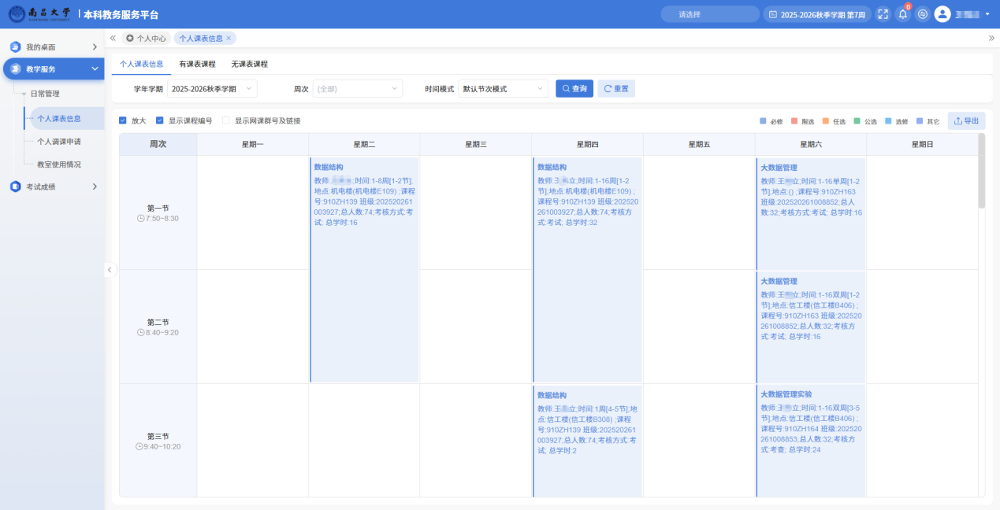 南昌大学
NANCHANG UNIVERSITY
本科教务服务平台
请选择
2025-2026秋季学期 第7周
0
我的桌面
教学服务
日常管理
个人课表信息
个人调课申请
教室使用情况
考试成绩
个人中心
个人课表信息
个人课表信息
有课表课程
无课表课程
学年学期
2025-2026秋季学期
周次
(全部)
时间模式
默认节次模式
查询
重置
放大
显示课程编号
显示网课群号及链接
必修
限选
任选
公选
选修
其它
导出
周次
星期一
星期二
星期三
星期四
星期五
星期六
星期日
第一节
7:50~8:30
数据结构
教师:
;时间:1-8周[1-2节];
地点:机电楼(机电楼E109) ;课程
号:910ZH139 班级:202520261
003927;总人数:74;考核方式:考
试; 总学时:16
数据结构
教师:王
立;时间:1-16周[1-2
节];地点:机电楼(机电楼E109) ;
课程号:910ZH139 班级:202520
261003927;总人数:74;考核方
式:考试; 总学时:32
大数据管理
教师:王
立;时间:1-16单周[1-2
节];地点:() ;课程号:910ZH163
班级:202520261008852;总人
数:32;考核方式:考试; 总学时:16
第二节
8:40~9:20
大数据管理
教师:王
立;时间:1-16双周[1-2
节];地点:信工楼(信工楼B406) ;
课程号:910ZH163 班级:202520
261008852;总人数:32;考核方
式:考试; 总学时:16
第三节
9:40~10:20
数据结构
教师:王
立;时间:1周[4-5节];地
点:信工楼(信工楼B308) ;课程
号:910ZH139 班级:202520261
003927;总人数:74;考核方式:考
试; 总学时:2
大数据管理实验
教师:王
立;时间:1-16双周[3-5
节];地点:信工楼(信工楼B406) ;
课程号:910ZH164 班级:202520
261008853;总人数:32;考核方
式:考查; 总学时:24